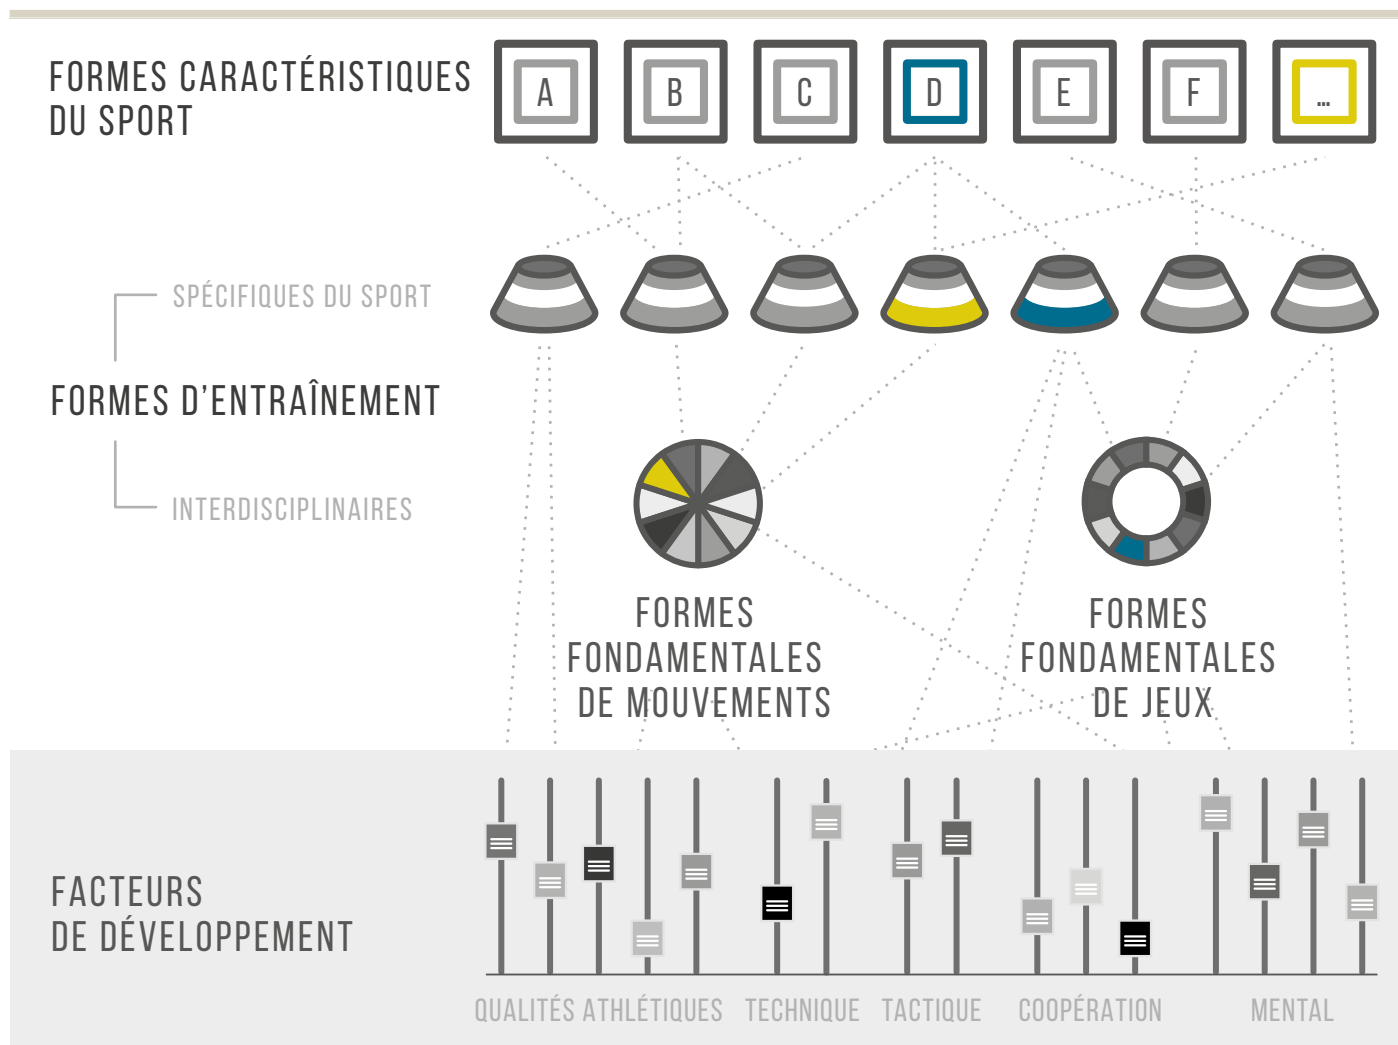 FORMES CARACTÉRISTIQUES
DU SPORT
A B C D E F ...
SPÉCIFIQUES DU SPORT
FORMES D'ENTRAÎNEMENT
INTERDISCIPLINAIRES
FORMES
FONDAMENTALES
DE MOUVEMENTS
FORMES
FONDAMENTALES
DE JEUX
FACTEURS
DE DÉVELOPPEMENT
QUALITÉS ATHLÉTIQUES TECHNIQUE TACTIQUE COOPÉRATION MENTAL